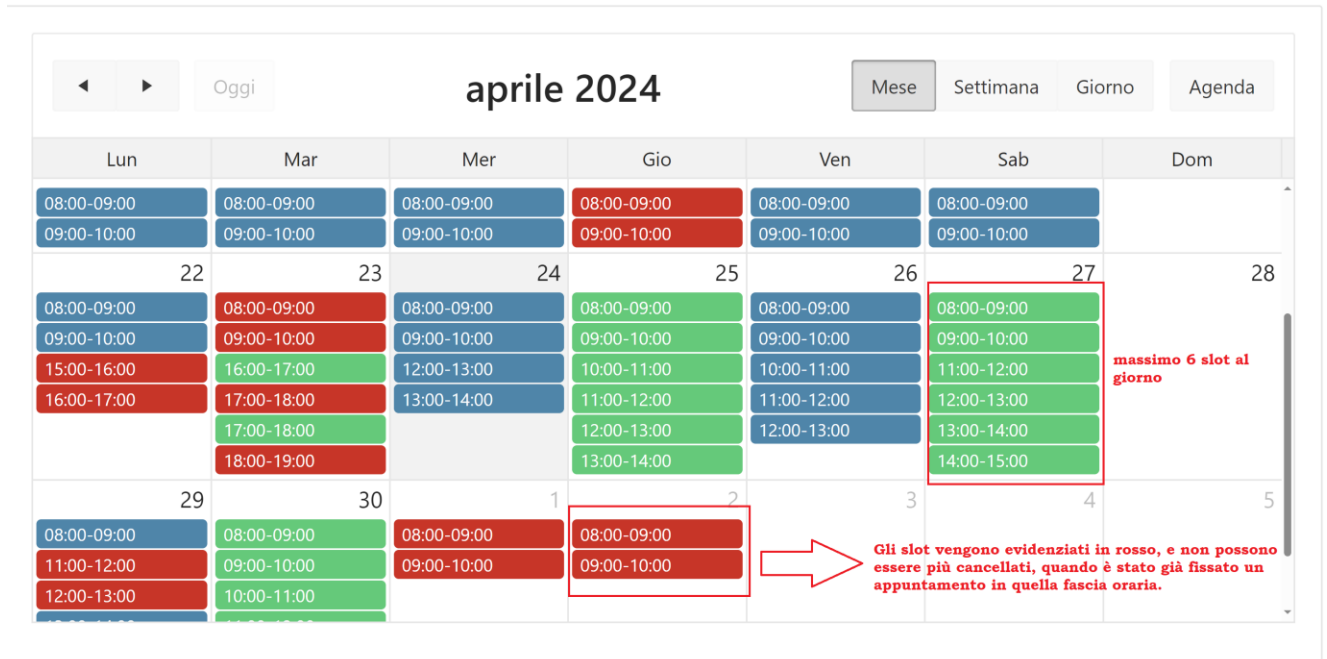 Oggi
aprile 2024
Mese Settimana Giorno Agenda
Lun Mar Mer Gio Ven Sab Dom
08:00-09:00 08:00-09:00 08:00-09:00 08:00-09:00 08:00-09:00 08:00-09:00
09:00-10:00 09:00-10:00 09:00-10:00 09:00-10:00 09:00-10:00 09:00-10:00
22 23 24 25 26 27 28
08:00-09:00 08:00-09:00 08:00-09:00 08:00-09:00 08:00-09:00 08:00-09:00
09:00-10:00 09:00-10:00 09:00-10:00 09:00-10:00 09:00-10:00 09:00-10:00
15:00-16:00 16:00-17:00 12:00-13:00 10:00-11:00 10:00-11:00 11:00-12:00
16:00-17:00 17:00-18:00 13:00-14:00 11:00-12:00 11:00-12:00 12:00-13:00
17:00-18:00 12:00-13:00 12:00-13:00 13:00-14:00
18:00-19:00 13:00-14:00 14:00-15:00
massimo 6 slot al
giorno
29 30 1 2 3 4 5
08:00-09:00 08:00-09:00 08:00-09:00 08:00-09:00
11:00-12:00 09:00-10:00 09:00-10:00 09:00-10:00
12:00-13:00 10:00-11:00
Gli slot vengono evidenziati in rosso, e non possono
essere più cancellati, quando è stato già fissato un
appuntamento in quella fascia oraria.